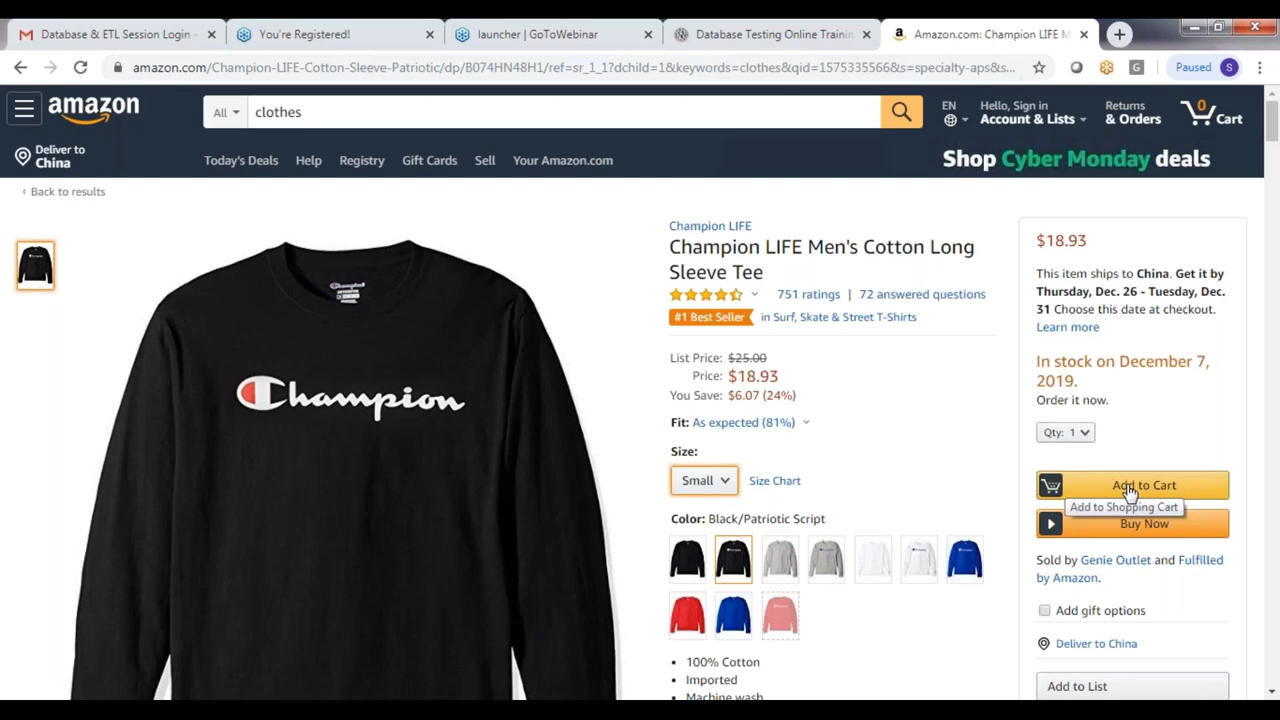 Database & ETL Session Login -
You're Registered!
launcher | GoToWebinar
Database Testing Online Trainin
Amazon.com: Champion LIFE M
amazon.com/Champion-LIFE-Cotton-Sleeve-Patriotic/dp/B074HN48H1/ref=sr_1_1?dchild=1&keywords=clothes&qid=1575335566&s=specialty-aps&s...
Paused
S
amazon
All
clothes
EN
Hello, Sign in
Account & Lists
Returns
& Orders
0
Cart
Deliver to
China
Today's Deals
Help
Registry
Gift Cards
Sell
Your Amazon.com
Shop Cyber Monday deals
‹ Back to results
Champion
Champion LIFE
Champion LIFE Men's Cotton Long
Sleeve Tee
751 ratings | 72 answered questions
#1 Best Seller in Surf, Skate & Street T-Shirts
List Price: $25.00
Price: $18.93
You Save: $6.07 (24%)
Fit: As expected (81%)
Size:
Small
Size Chart
Color: Black/Patriotic Script
• 100% Cotton
• Imported
• Machine wash
$18.93
This item ships to China. Get it by
Thursday, Dec. 26 - Tuesday, Dec.
31 Choose this date at checkout.
Learn more
In stock on December 7,
2019.
Order it now.
Qty: 1
Add to Cart
Add to Shopping Cart
Buy Now
Sold by Genie Outlet and Fulfilled
by Amazon.
Add gift options
Deliver to China
Add to List